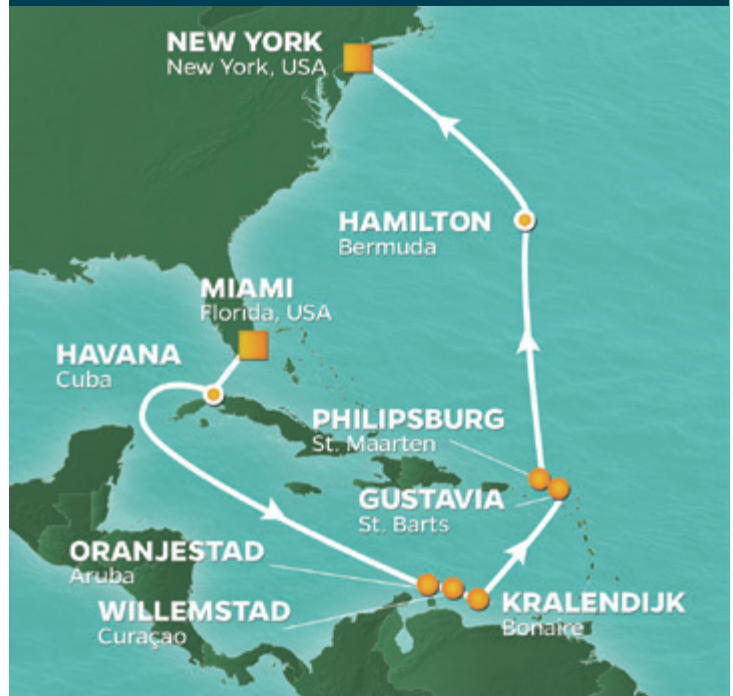 NEW YORK
New York, USA
HAMILTON
Bermuda
MIAMI
Florida, USA
HAVANA
Cuba
PHILIPSBURG
St. Maarten
GUSTAVIA
St. Barts
ORANJESTAD
Aruba
WILLEMSTAD
Curaçao
KRALENDIJK
Bonaire